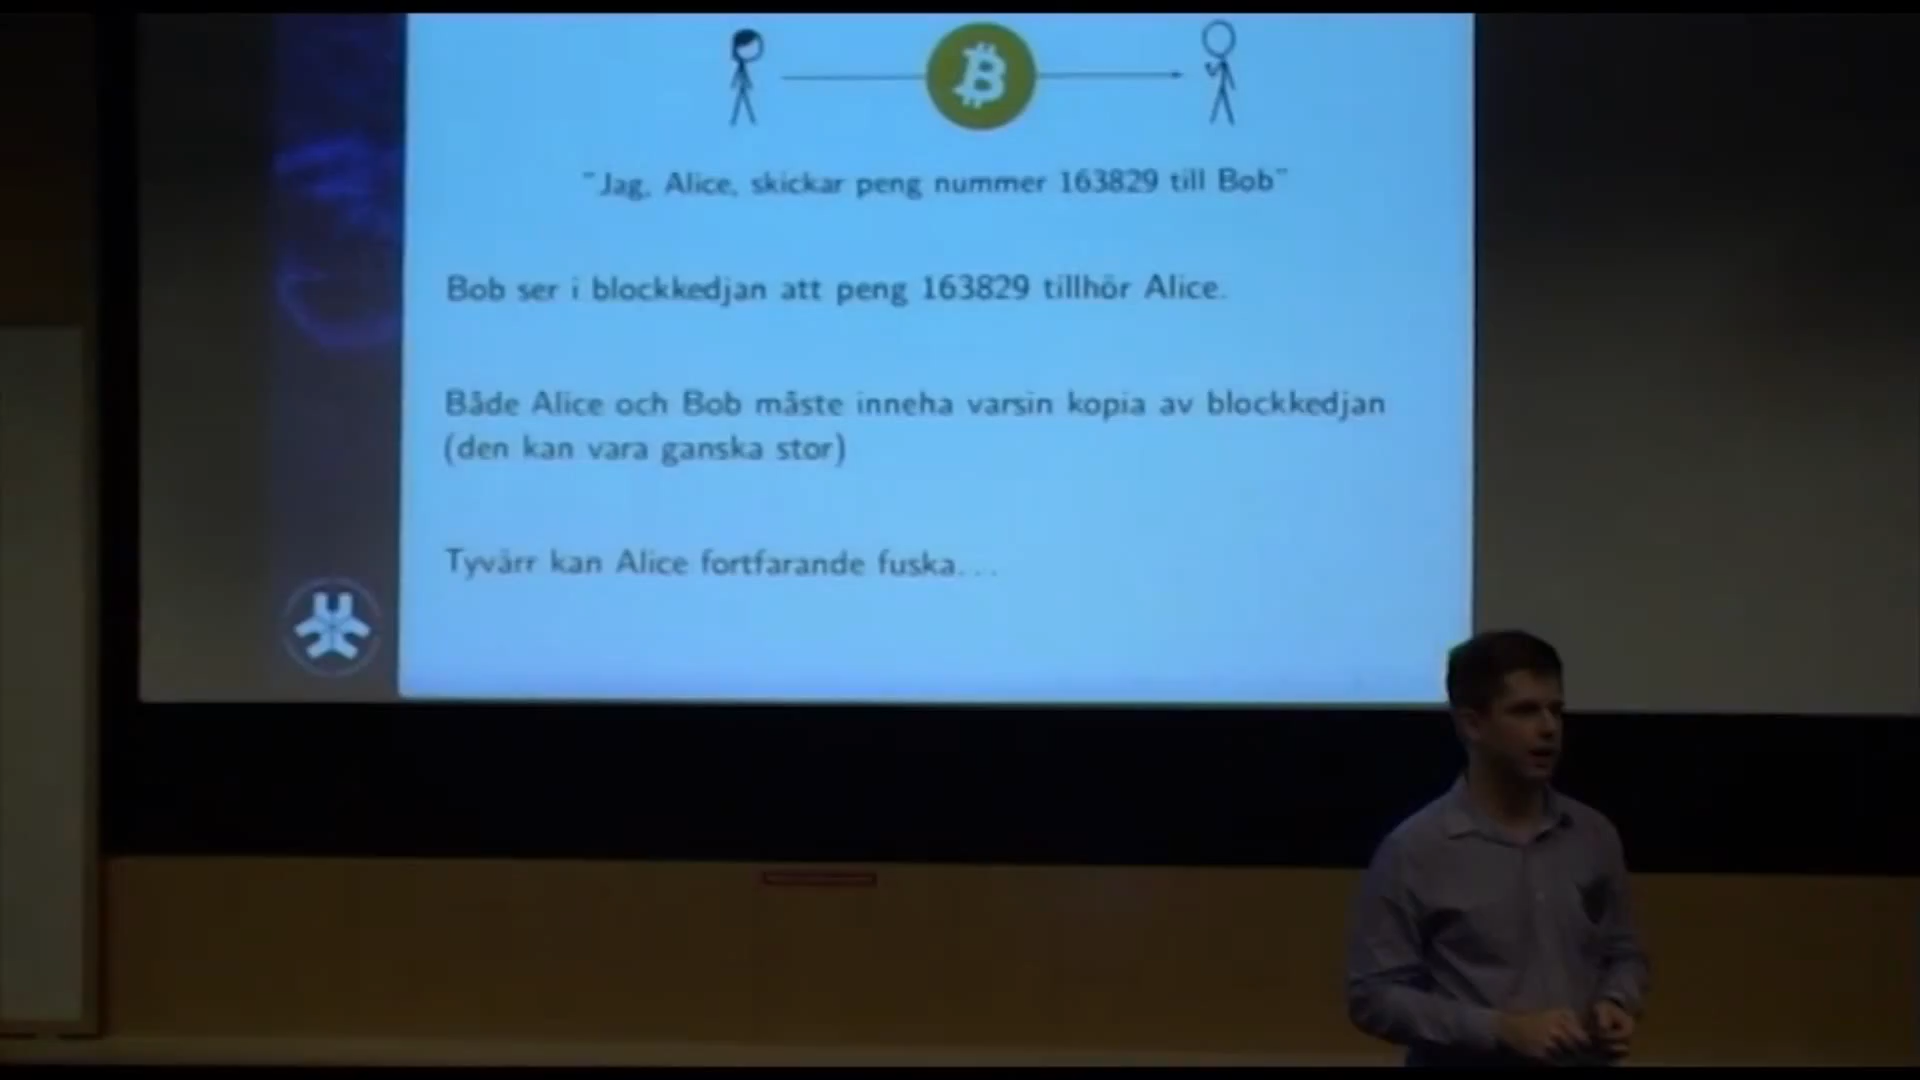 "Jag, Alice, skickar peng nummer 163829 till Bob"
Bob ser i blockkedjan att peng 163829 tillhör Alice.
Både Alice och Bob måste inneha varsin kopia av blockkedjan
(den kan vara ganska stor)
Tyvärr kan Alice fortfarande fuska...